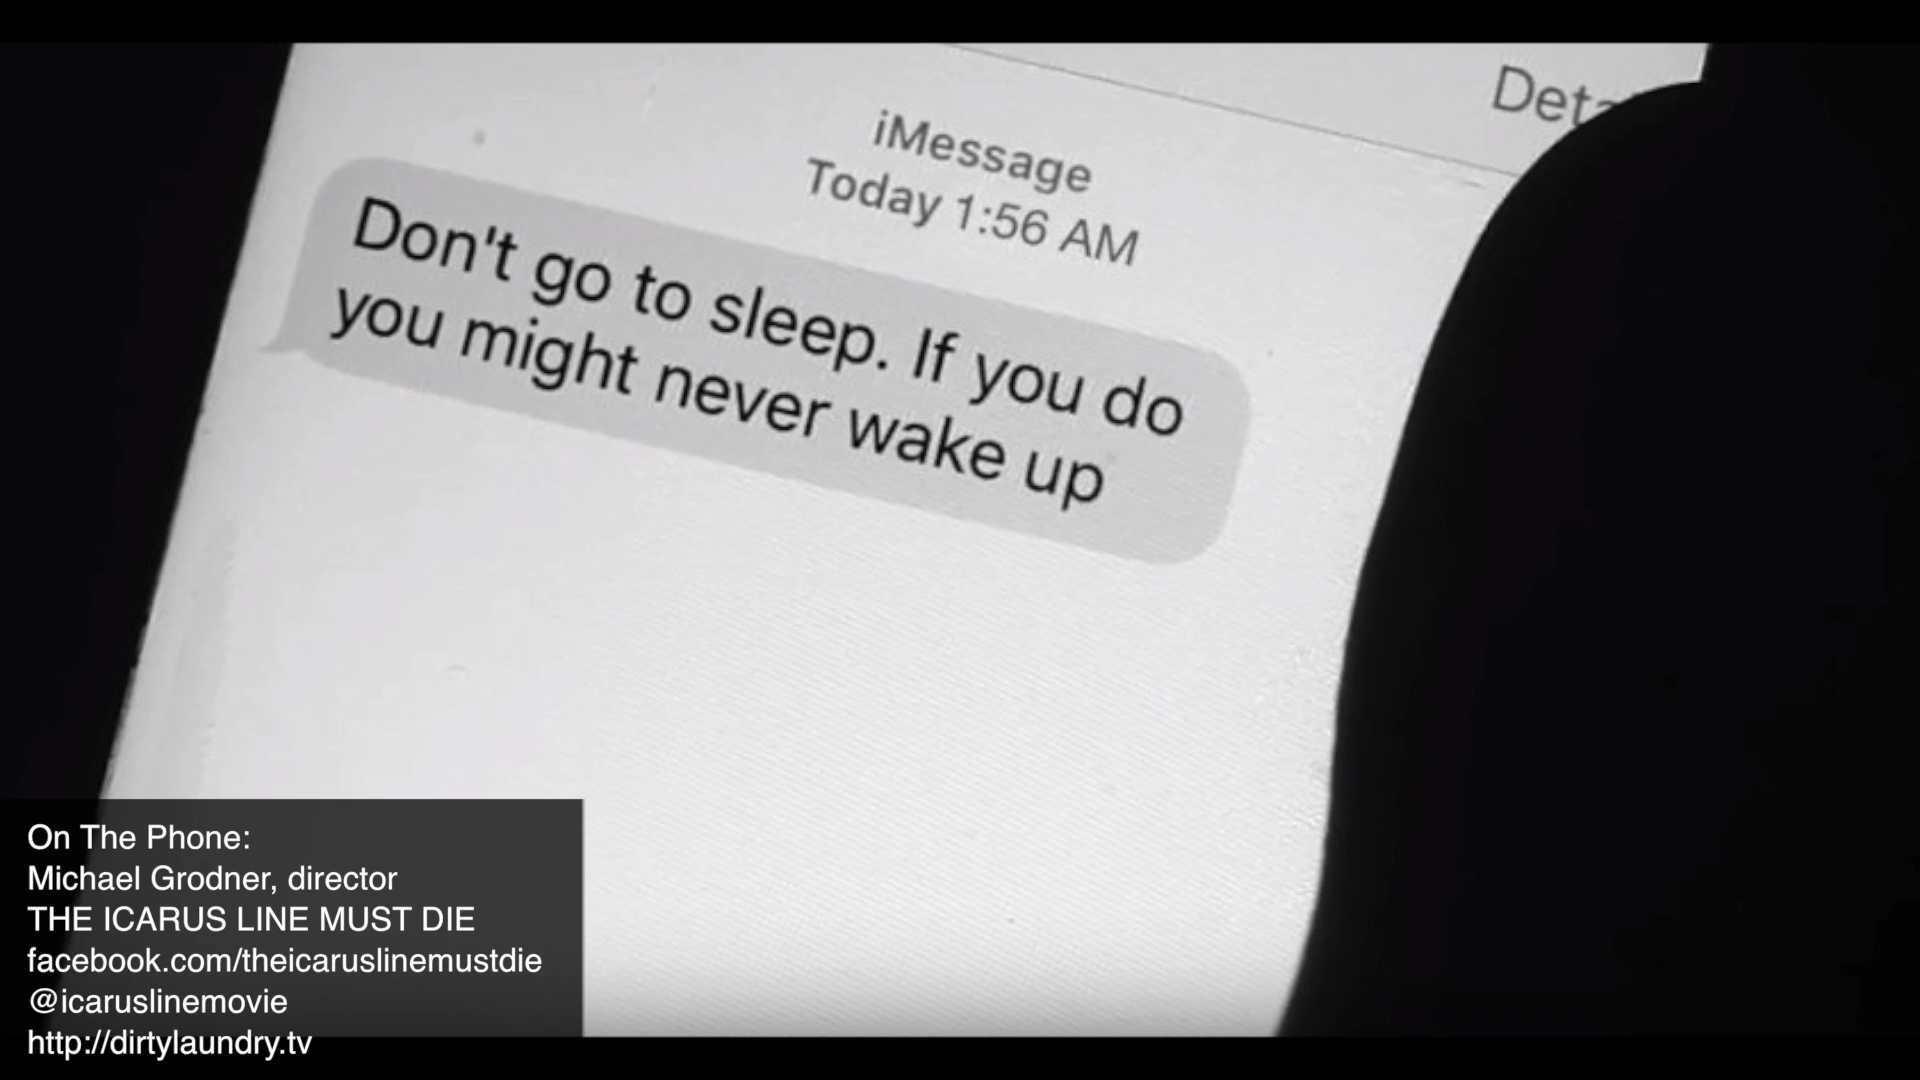 Deta
iMessage
Today 1:56 AM
Don't go to sleep. If you do
you might never wake up
On The Phone:
Michael Grodner, director
THE ICARUS LINE MUST DIE
facebook.com/theicaruslinemustdie
@icaruslinemovie
http://dirtylaundry.tv